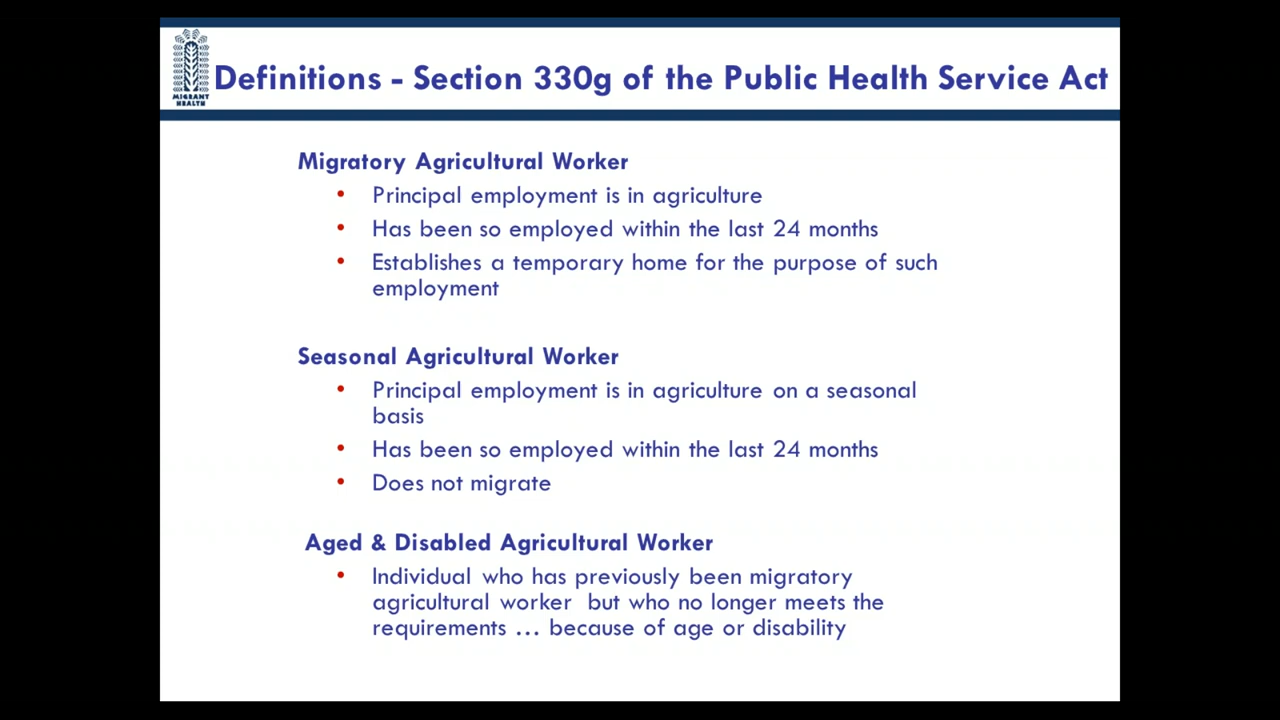 Definitions - Section 330g of the Public Health Service Act
MIGRANT
HEALTH
Migratory Agricultural Worker
• Principal employment is in agriculture
• Has been so employed within the last 24 months
• Establishes a temporary home for the purpose of such
employment
Seasonal Agricultural Worker
• Principal employment is in agriculture on a seasonal
basis
• Has been so employed within the last 24 months
• Does not migrate
Aged & Disabled Agricultural Worker
• Individual who has previously been migratory
agricultural worker but who no longer meets the
requirements ... because of age or disability